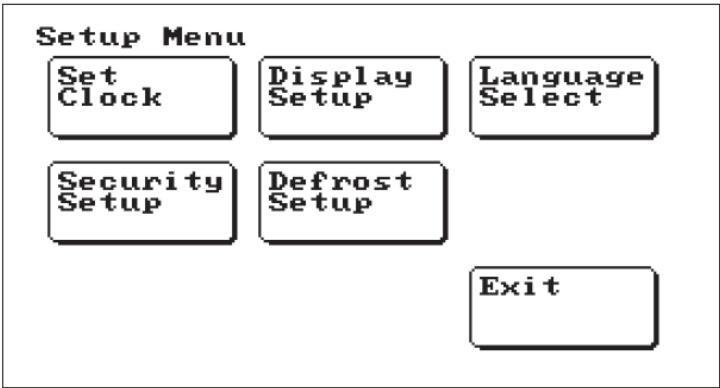 Setup Menu
Set
Clock
Display
Setup
Language
Select
Security
Setup
Defrost
Setup
Exit